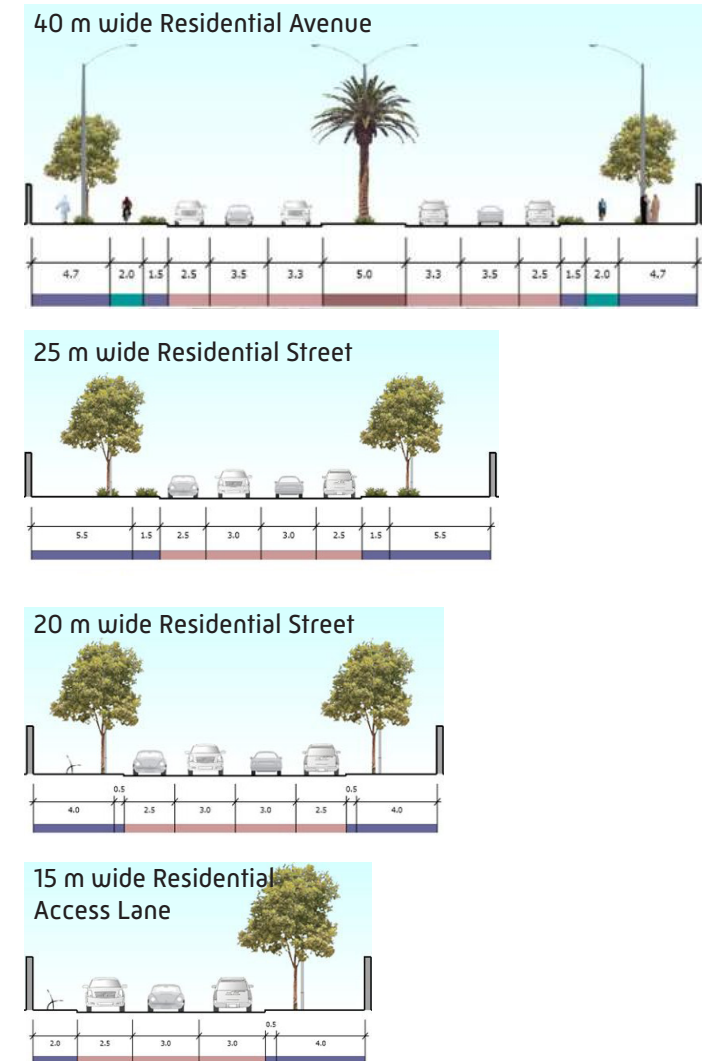 40 m wide Residential Avenue
4.7 2.0 1.5 2.5 3.5 3.3 5.0 3.3 3.5 2.5 1.5 2.0 4.7
25 m wide Residential Street
5.5 1.5 2.5 3.0 3.0 2.5 1.5 5.5
20 m wide Residential Street
0.5 0.5
4.0 2.5 3.0 3.0 2.5 4.0
15 m wide Residential
Access Lane
0.5
2.0 2.5 3.0 3.0 4.0